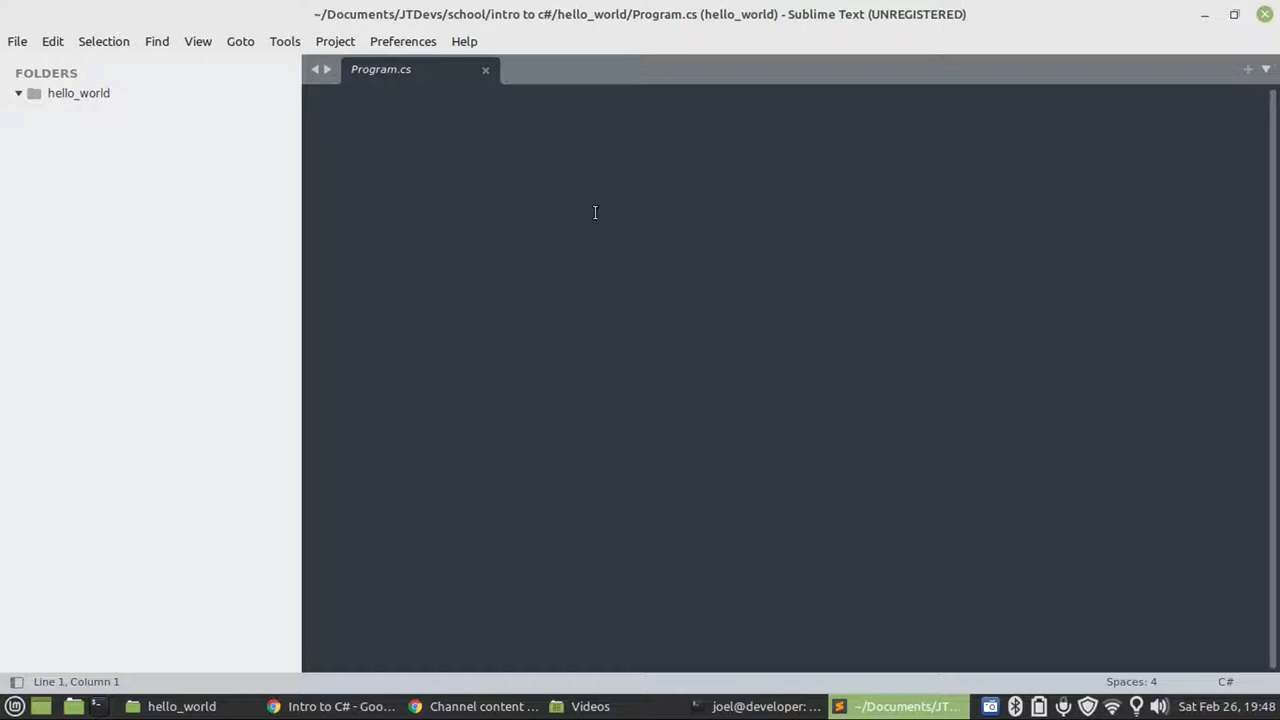 ~/Documents/JTDevs/school/intro to c#/hello_world/Program.cs (hello_world) - Sublime Text (UNREGISTERED)
File Edit Selection Find View Goto Tools Project Preferences Help
FOLDERS
Program.cs
hello_world
Line 1, Column 1
Spaces: 4
C#
hello_world
Intro to C# - Goo...
Channel content ...
Videos
joel@developer: ...
~/Documents/JT...
Sat Feb 26, 19:48